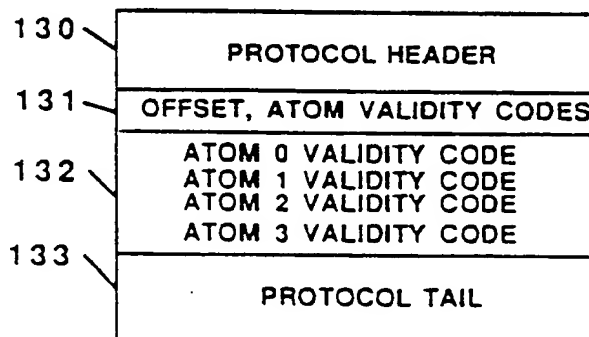 130
PROTOCOL HEADER
131
OFFSET, ATOM VALIDITY CODES
132
ATOM 0 VALIDITY CODE
ATOM 1 VALIDITY CODE
ATOM 2 VALIDITY CODE
ATOM 3 VALIDITY CODE
133
PROTOCOL TAIL